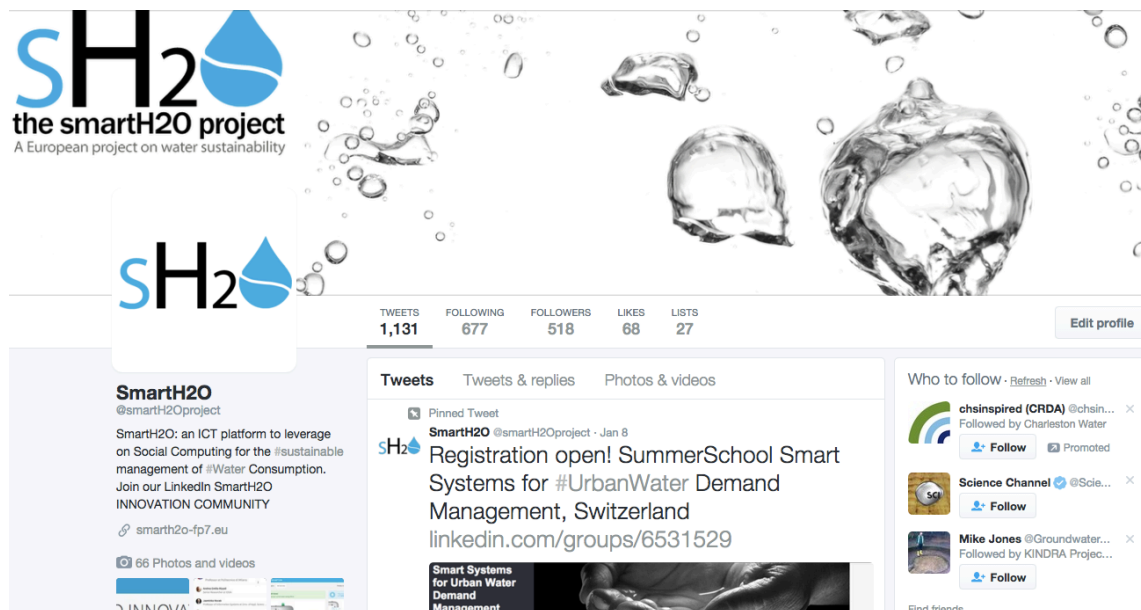 sH2O
the smartH2O project
A European project on water sustainability
sH2
TWEETS
1,131
FOLLOWING
677
FOLLOWERS
518
LIKES
68
LISTS
27
Edit profile
SmartH2O
@smartH2Oproject
SmartH2O: an ICT platform to leverage
on Social Computing for the #sustainable
management of #Water Consumption.
Join our LinkedIn SmartH2O
INNOVATION COMMUNITY
smarth2o-fp7.eu
66 Photos and videos
Tweets
Tweets & replies
Photos & videos
Pinned Tweet
SmartH2O @smartH2Oproject · Jan 8
Registration open! SummerSchool Smart
Systems for #UrbanWater Demand
Management, Switzerland
linkedin.com/groups/6531529
Smart Systems
for Urban Water
Demand
Management
Who to follow · Refresh · View all
chsinspired (CRDA) @chsin...
Followed by Charleston Water
Follow
Promoted
Science Channel @Scie...
SCI
Follow
Mike Jones @Groundwater...
Followed by KINDRA Projec...
Follow
Find friends